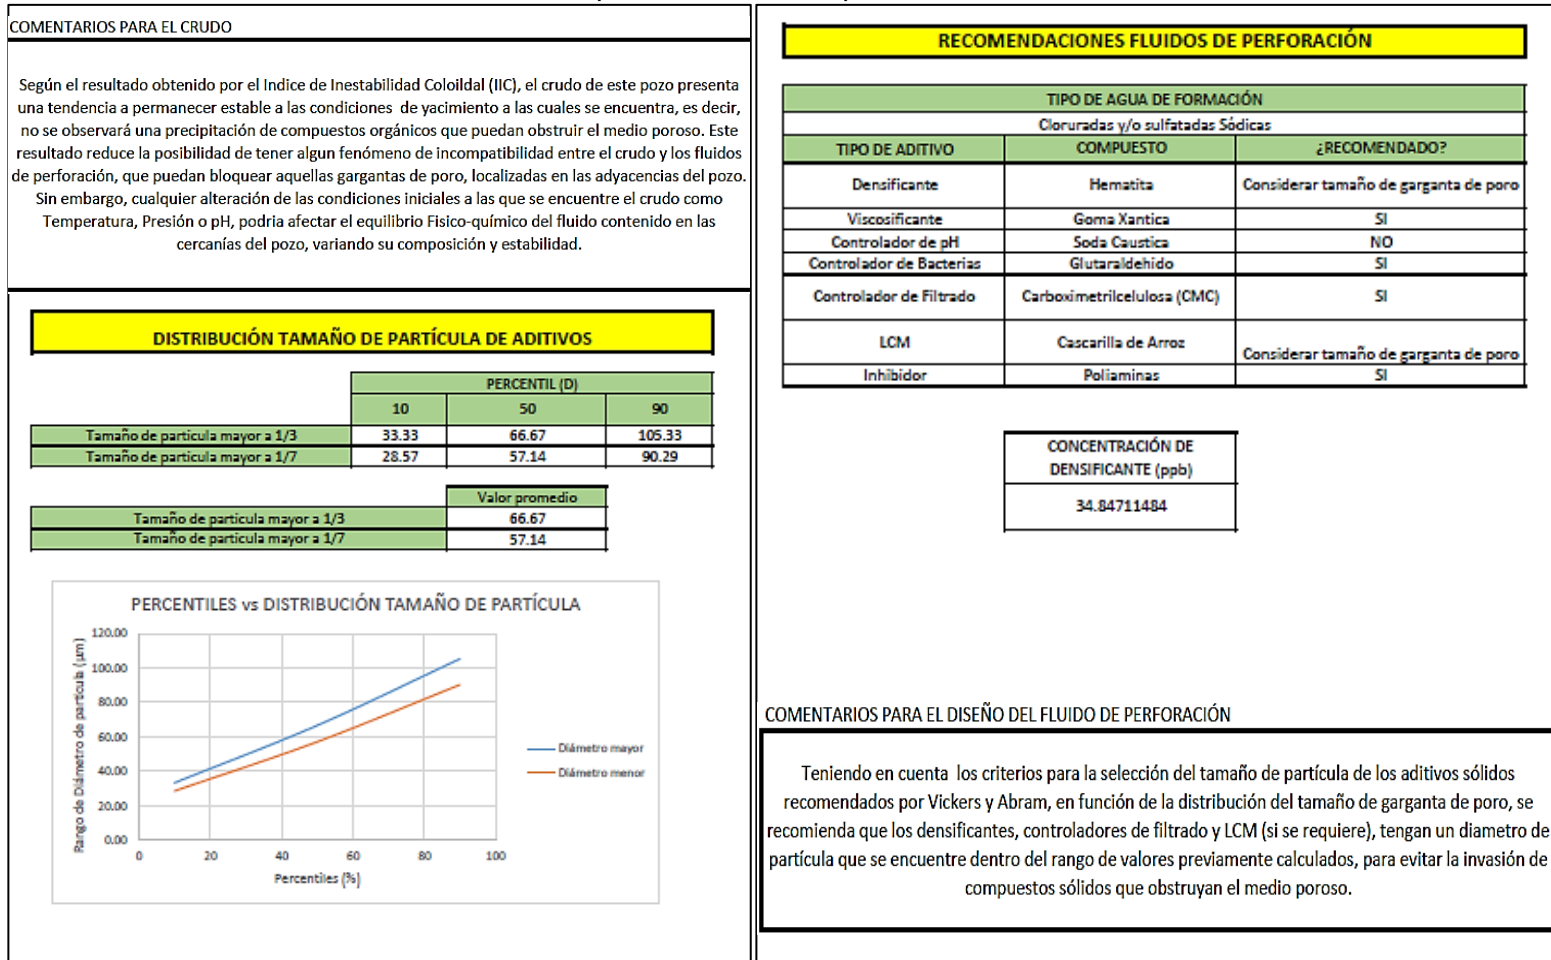 COMENTARIOS PARA EL CRUDO
Según el resultado obtenido por el Indice de Inestabilidad Coloildal (IIC), el crudo de este pozo presenta
una tendencia a permanecer estable a las condiciones de yacimiento a las cuales se encuentra, es decir,
no se observará una precipitación de compuestos orgánicos que puedan obstruir el medio poroso. Este
resultado reduce la posibilidad de tener algun fenómeno de incompatibilidad entre el crudo y los fluidos
de perforación, que puedan bloquear aquellas gargantas de poro, localizadas en las adyacencias del pozo.
Sin embargo, cualquier alteración de las condiciones iniciales a las que se encuentre el crudo como
Temperatura, Presión o pH, podria afectar el equilibrio Fisico-químico del fluido contenido en las
cercanías del pozo, variando su composición y estabilidad.
DISTRIBUCIÓN TAMAÑO DE PARTÍCULA DE ADITIVOS
PERCENTIL (D)
10 50 90
Tamaño de particula mayor a 1/3 33.33 66.67 105.33
Tamaño de particula mayor a 1/7 28.57 57.14 90.29
Valor promedio
Tamaño de particula mayor a 1/3 66.67
Tamaño de particula mayor a 1/7 57.14
PERCENTILES vs DISTRIBUCIÓN TAMAÑO DE PARTÍCULA
Rango de Diámetro de partícula (µm)
120.00
100.00
80.00
60.00
40.00
20.00
0.00
0 20 40 60 80 100
Percentiles (%)
Diámetro mayor
Diámetro menor
RECOMENDACIONES FLUIDOS DE PERFORACIÓN
TIPO DE AGUA DE FORMACIÓN
Cloruradas y/o sulfatadas Sódicas
TIPO DE ADITIVO COMPUESTO ¿RECOMENDADO?
Densificante Hematita Considerar tamaño de garganta de poro
Viscosificante Goma Xantica SI
Controlador de pH Soda Caustica NO
Controlador de Bacterias Glutaraldehido SI
Controlador de Filtrado Carboximetrilcelulosa (CMC) SI
LCM Cascarilla de Arroz Considerar tamaño de garganta de poro
Inhibidor Poliaminas SI
CONCENTRACIÓN DE
DENSIFICANTE (ppb)
34.84711484
COMENTARIOS PARA EL DISEÑO DEL FLUIDO DE PERFORACIÓN
Teniendo en cuenta los criterios para la selección del tamaño de partícula de los aditivos sólidos
recomendados por Vickers y Abram, en función de la distribución del tamaño de garganta de poro, se
recomienda que los densificantes, controladores de filtrado y LCM (si se requiere), tengan un diametro de
partícula que se encuentre dentro del rango de valores previamente calculados, para evitar la invasión de
compuestos sólidos que obstruyan el medio poroso.